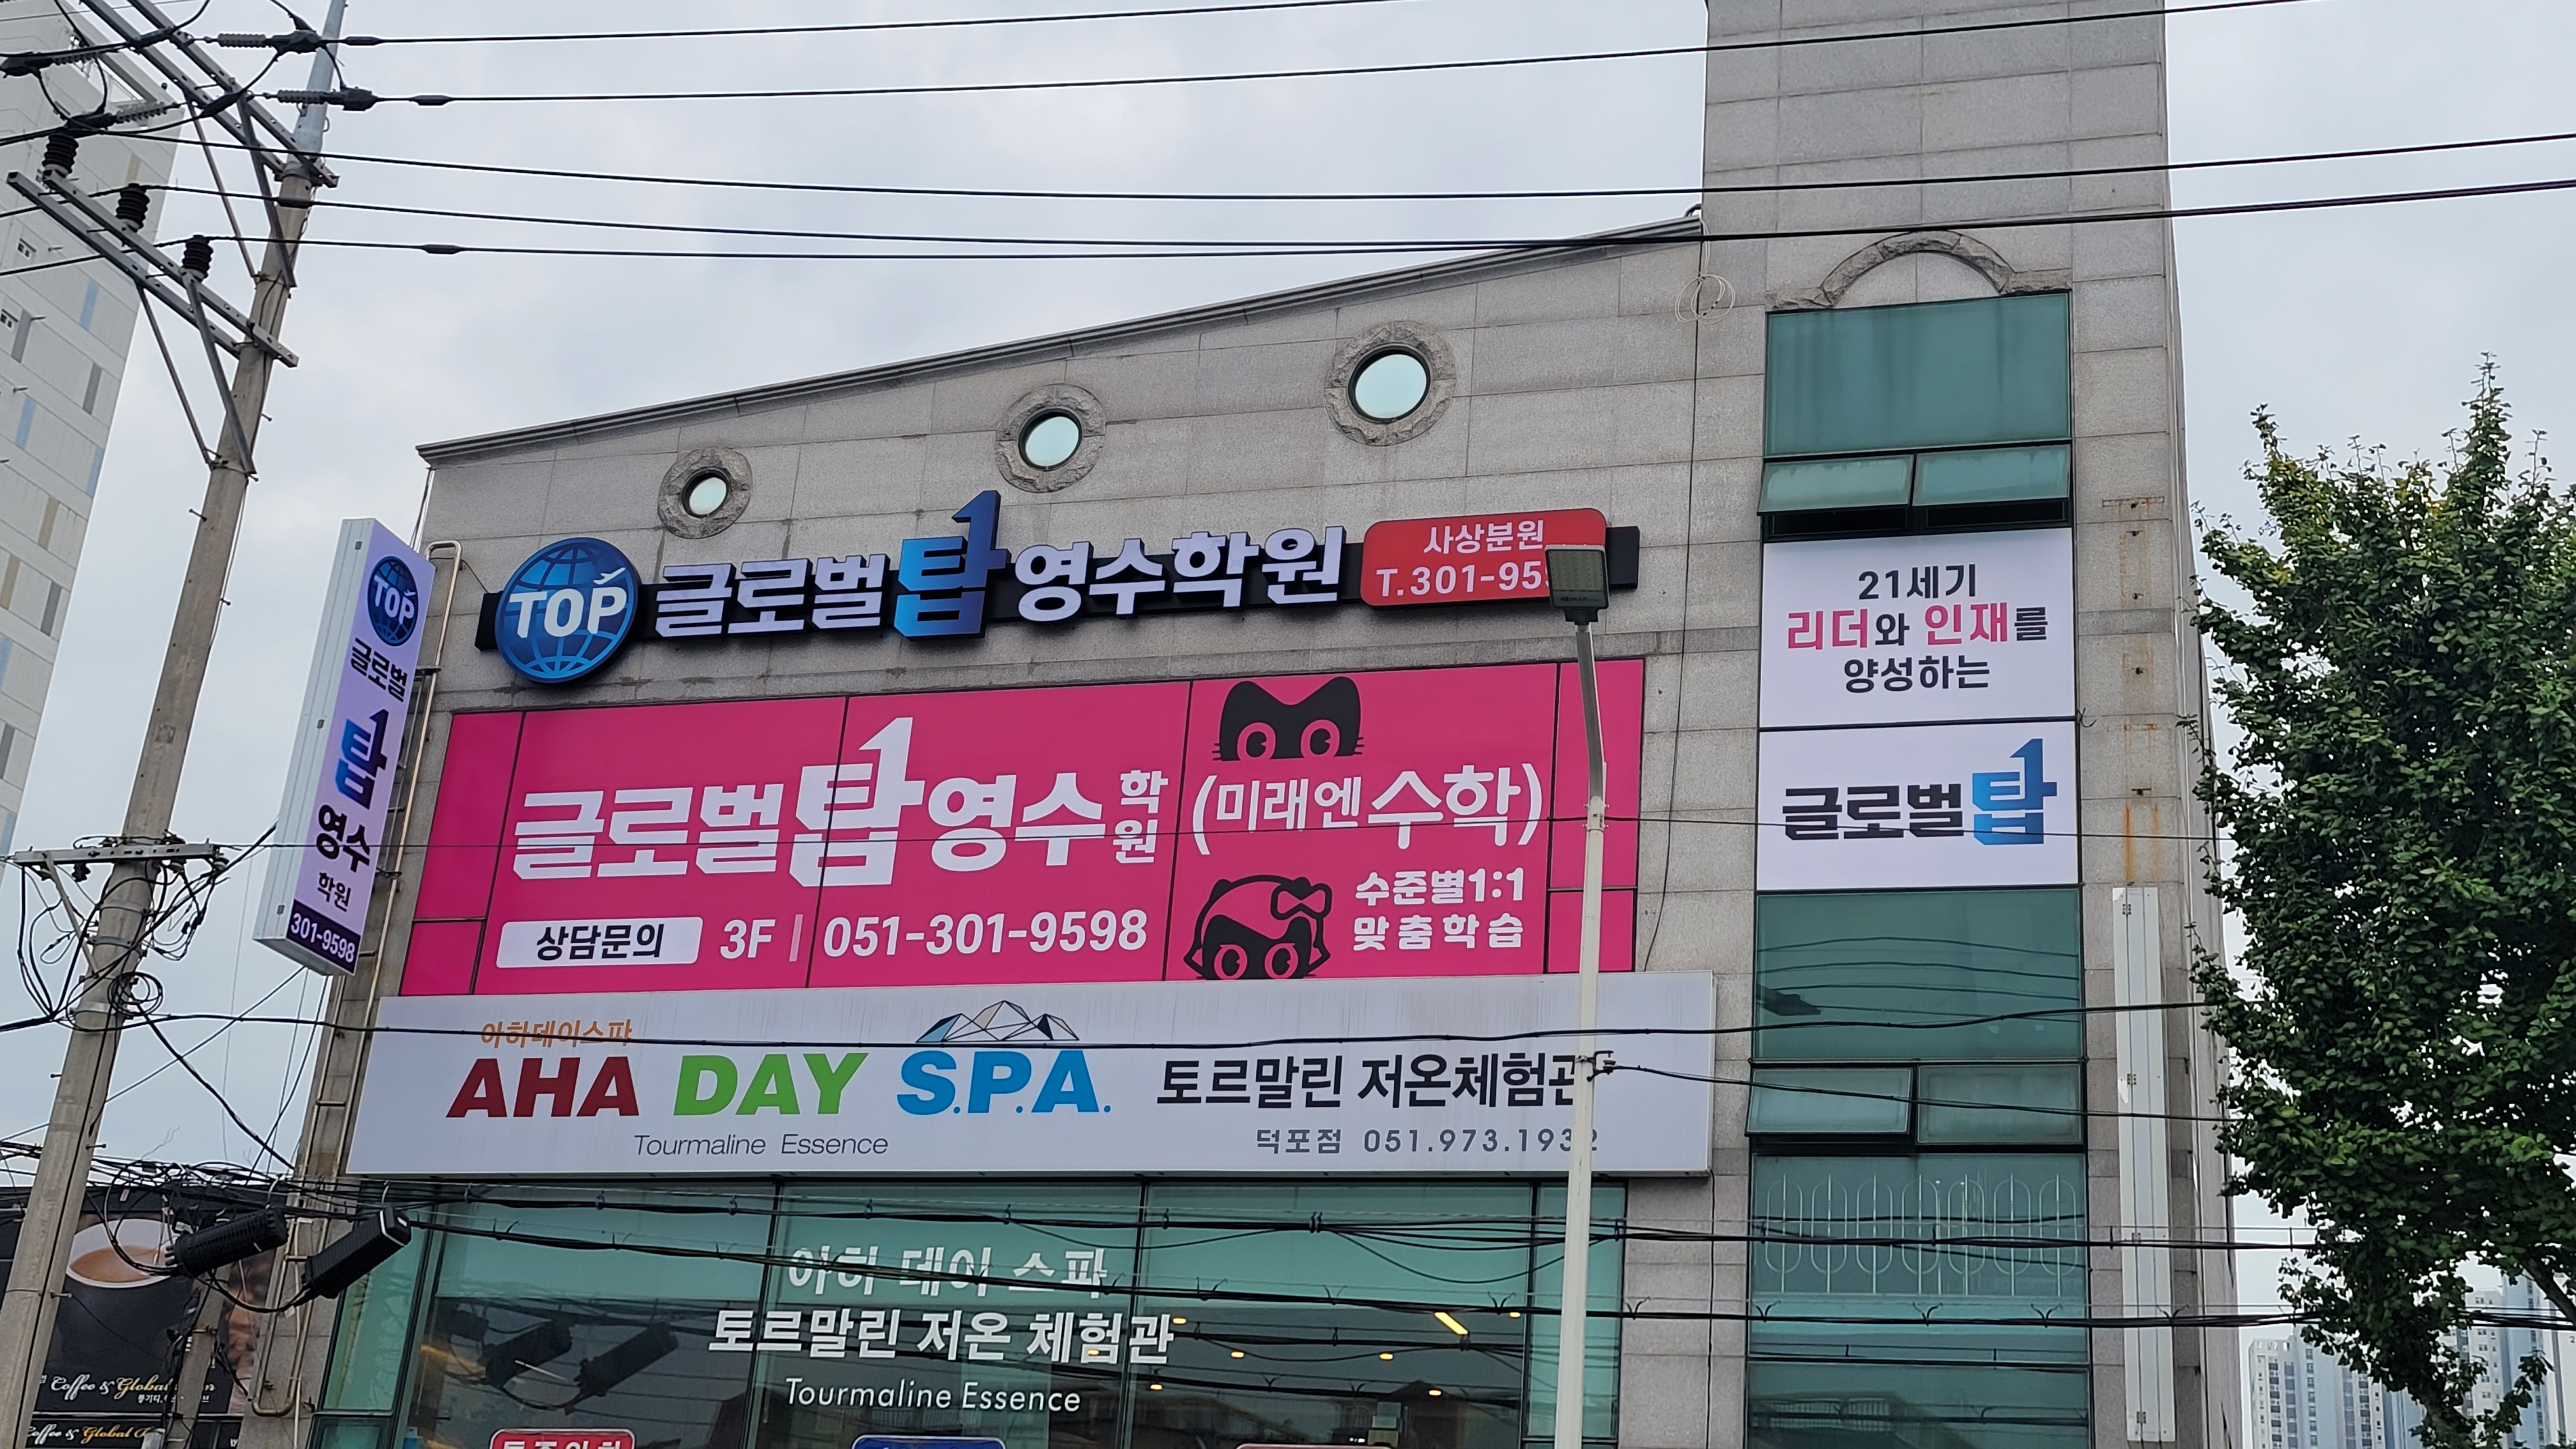 TOP
글로벌
탑
영수
학원
301-9598
TOP 글로벌탑영수학원
사상분원
T.301-95
글로벌탑영수학원
상담문의 3F 051-301-9598
(미래엔수학)
수준별1:1
맞춤학습
21세기
리더와 인재를
양성하는
글로벌탑
아하데이스파
AHA DAY S.P.A.
Tourmaline Essence
토르말린 저온체험관
덕포점 051.973.1932
아하 데이 스파
토르말린 저온 체험관
Tourmaline Essence
Coffee & Global